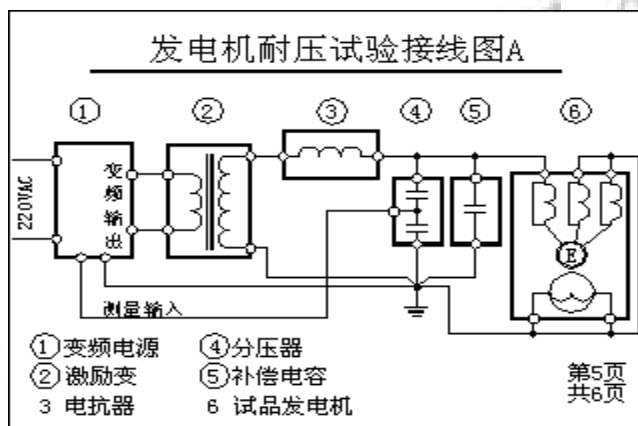 发电机耐压试验接线图A
① ② ③ ④ ⑤ ⑥
220VAC
变频输出
E
测量输入
①变频电源 ④分压器
②激励变 ⑤补偿电容
3 电抗器 6 试品发电机
第5页
共6页